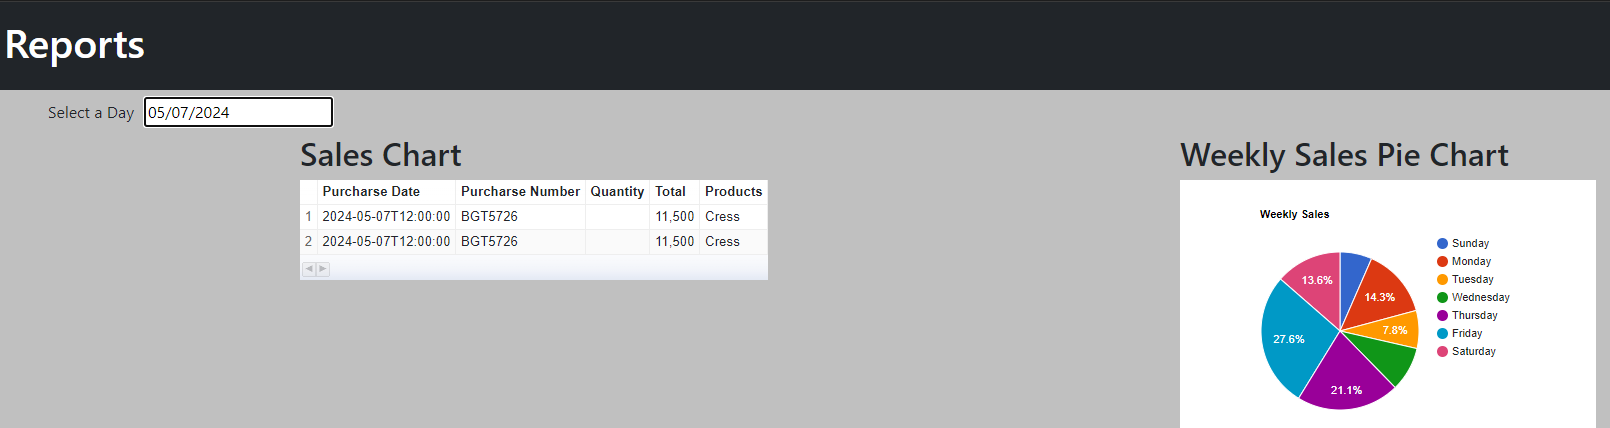 Reports
Select a Day 05/07/2024
Sales Chart
Purcharse Date Purcharse Number Quantity Total Products
1 2024-05-07T12:00:00 BGT5726 11,500 Cress
2 2024-05-07T12:00:00 BGT5726 11,500 Cress
Weekly Sales Pie Chart
Weekly Sales
13.6%
14.3%
7.8%
27.6%
21.1%
Sunday
Monday
Tuesday
Wednesday
Thursday
Friday
Saturday